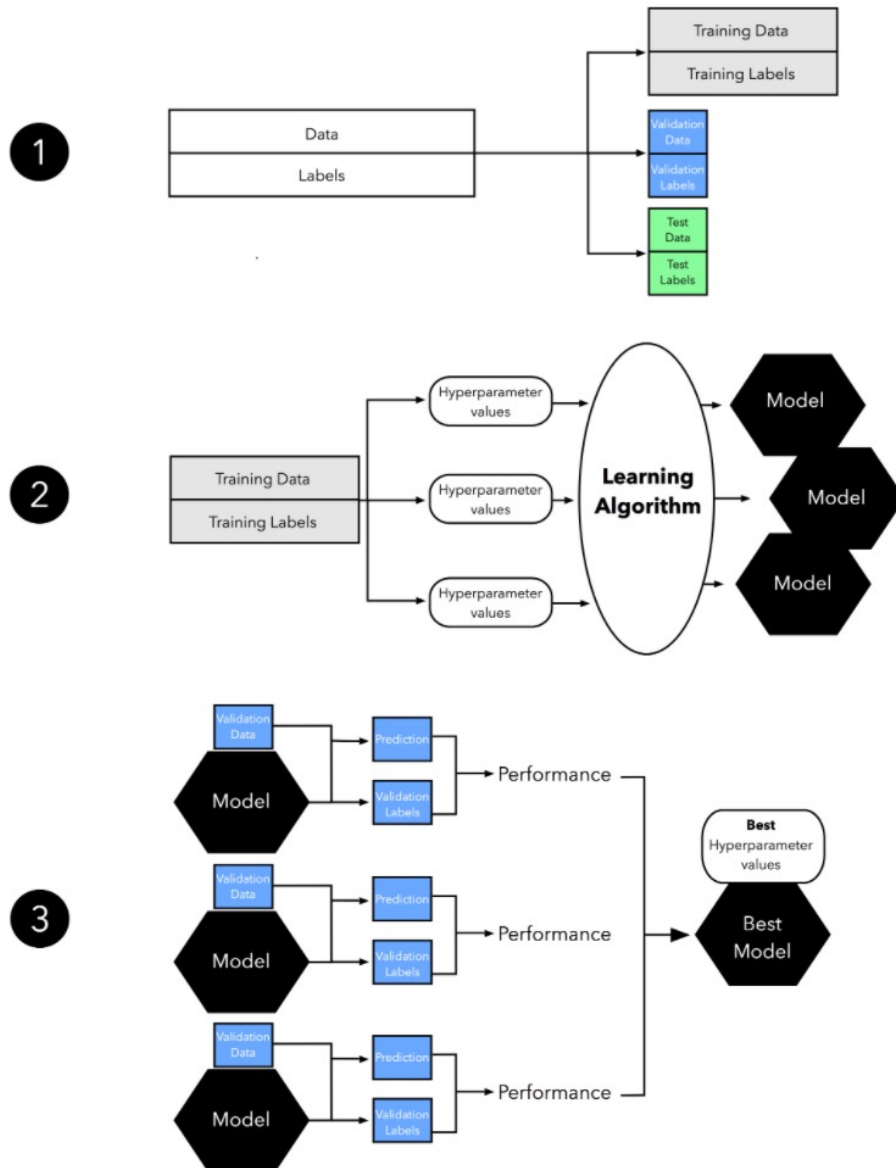 1
Data
Labels
Training Data
Training Labels
Validation
Data
Validation
Labels
Test
Data
Test
Labels
2
Training Data
Training Labels
Hyperparameter
values
Hyperparameter
values
Hyperparameter
values
Learning
Algorithm
Model
Model
Model
3
Validation
Data
Model
Prediction
Validation
Labels
Performance
Validation
Data
Model
Prediction
Validation
Labels
Performance
Validation
Data
Model
Prediction
Validation
Labels
Performance
Best
Hyperparameter
values
Best
Model